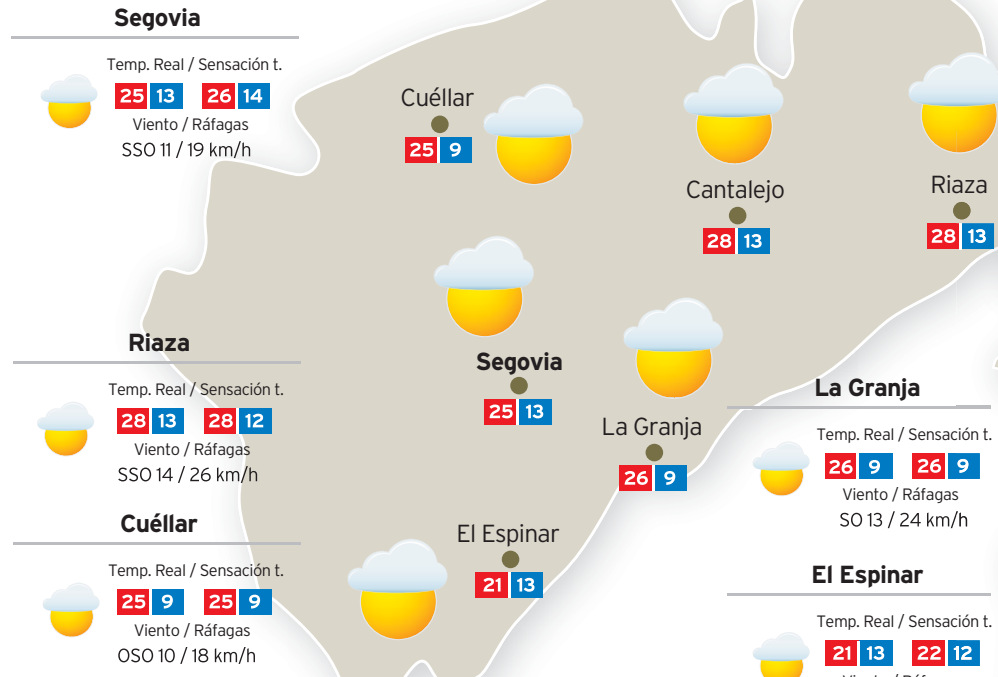 Segovia
Temp. Real / Sensación t.
25 13 26 14
Viento / Ráfagas
SSO 11 / 19 km/h
Cuéllar
25 9
Cantalejo
28 13
Riaza
28 13
Segovia
25 13
La Granja
26 9
El Espinar
21 13
Riaza
Temp. Real / Sensación t.
28 13 28 12
Viento / Ráfagas
SSO 14 / 26 km/h
Cuéllar
Temp. Real / Sensación t.
25 9 25 9
Viento / Ráfagas
OSO 10 / 18 km/h
La Granja
Temp. Real / Sensación t.
26 9 26 9
Viento / Ráfagas
SO 13 / 24 km/h
El Espinar
Temp. Real / Sensación t.
21 13 22 12
Viento / Ráfagas